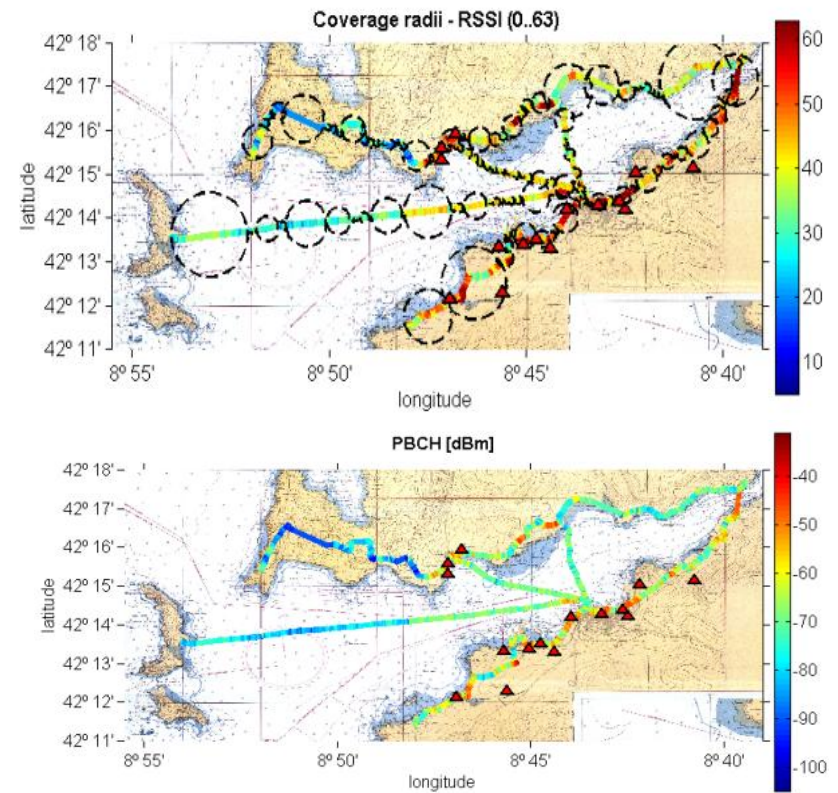 Coverage radii - RSSI (0..63)
42º 18'
42º 17'
42º 16'
42º 15'
42º 14'
42º 13'
42º 12'
42º 11'
latitude
8º 55'
8º 50'
8º 45'
8º 40'
longitude
60
50
40
30
20
10
PBCH [dBm]
42º 18'
42º 17'
42º 16'
42º 15'
42º 14'
42º 13'
42º 12'
42º 11'
latitude
8º 55'
8º 50'
8º 45'
8º 40'
longitude
-40
-50
-60
-70
-80
-90
-100